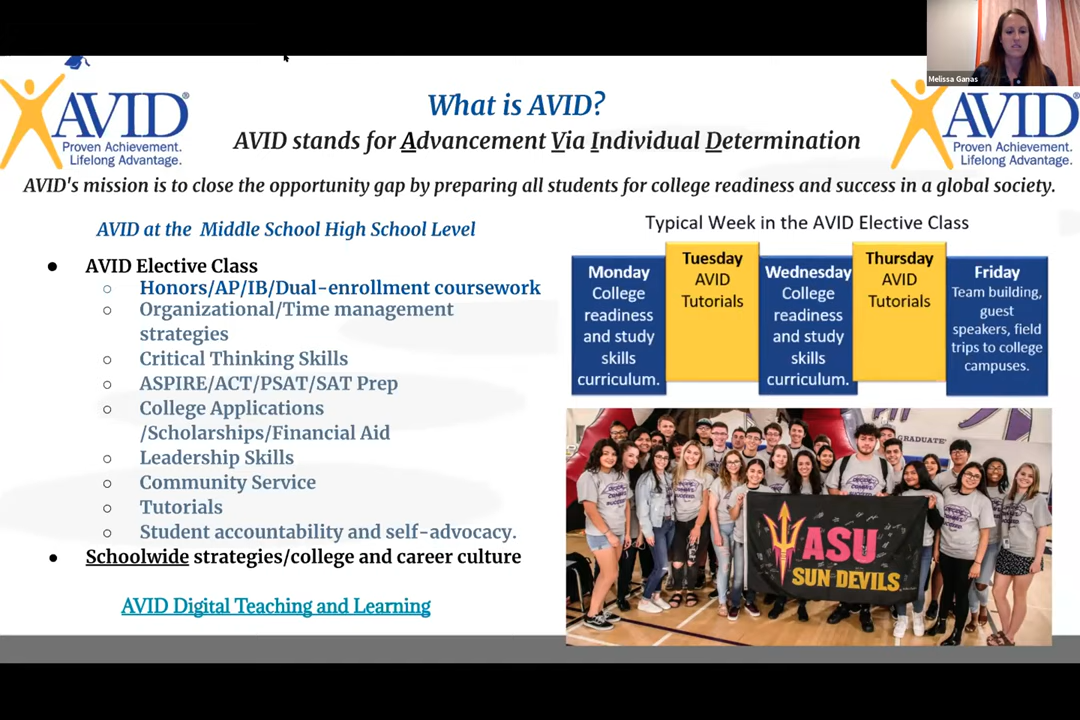 Melissa Ganas
AVID®
Proven Achievement.
Lifelong Advantage.
What is AVID?
AVID stands for Advancement Via Individual Determination
AVID®
Proven Achievement.
Lifelong Advantage.
AVID's mission is to close the opportunity gap by preparing all students for college readiness and success in a global society.
AVID at the Middle School High School Level
● AVID Elective Class
○ Honors/AP/IB/Dual-enrollment coursework
○ Organizational/Time management
strategies
○ Critical Thinking Skills
○ ASPIRE/ACT/PSAT/SAT Prep
○ College Applications
/Scholarships/Financial Aid
○ Leadership Skills
○ Community Service
○ Tutorials
○ Student accountability and self-advocacy.
● Schoolwide strategies/college and career culture
AVID Digital Teaching and Learning
Typical Week in the AVID Elective Class
Monday
College
readiness
and study
skills
curriculum.
Tuesday
AVID
Tutorials
Wednesday
College
readiness
and study
skills
curriculum.
Thursday
AVID
Tutorials
Friday
Team building,
guest
speakers, field
trips to college
campuses.
GRADUATE
ASU
SUN DEVILS